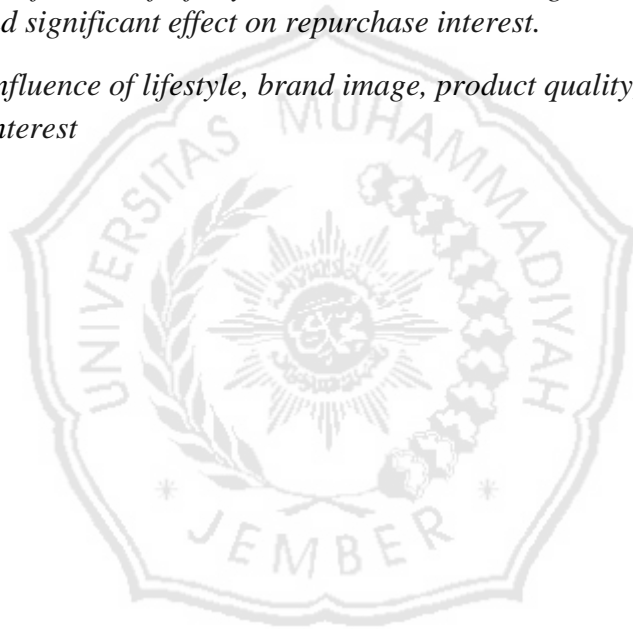 d significant effect on repurchase interest.
nfluence of lifestyle, brand image, product quality
nterest
UNIVERSITAS MUHAMMADIYAH
* JEMBER *